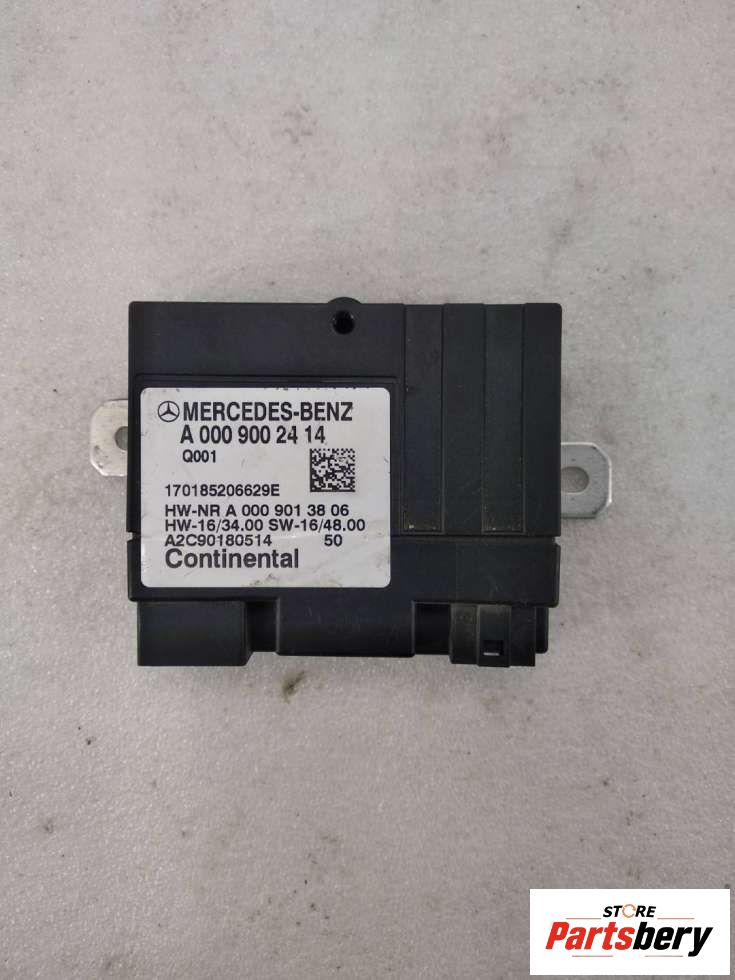 MERCEDES-BENZ
A 000 900 24 14
Q001
170185206629E
HW-NR A 000 901 38 06
HW-16/34.00 SW-16/48.00
A2C90180514 50
Continental
STORE
Partsbery